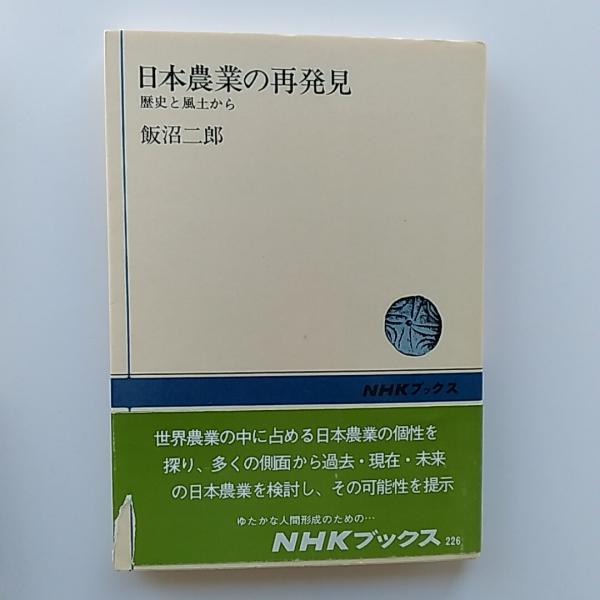 日本農業の再発見
歴史と風土から
飯沼二郎
NHKブックス
世界農業の中に占める日本農業の個性を
探り、多くの側面から過去・現在・未来
の日本農業を検討し、その可能性を提示
ゆたかな人間形成のための…
NHKブックス 226